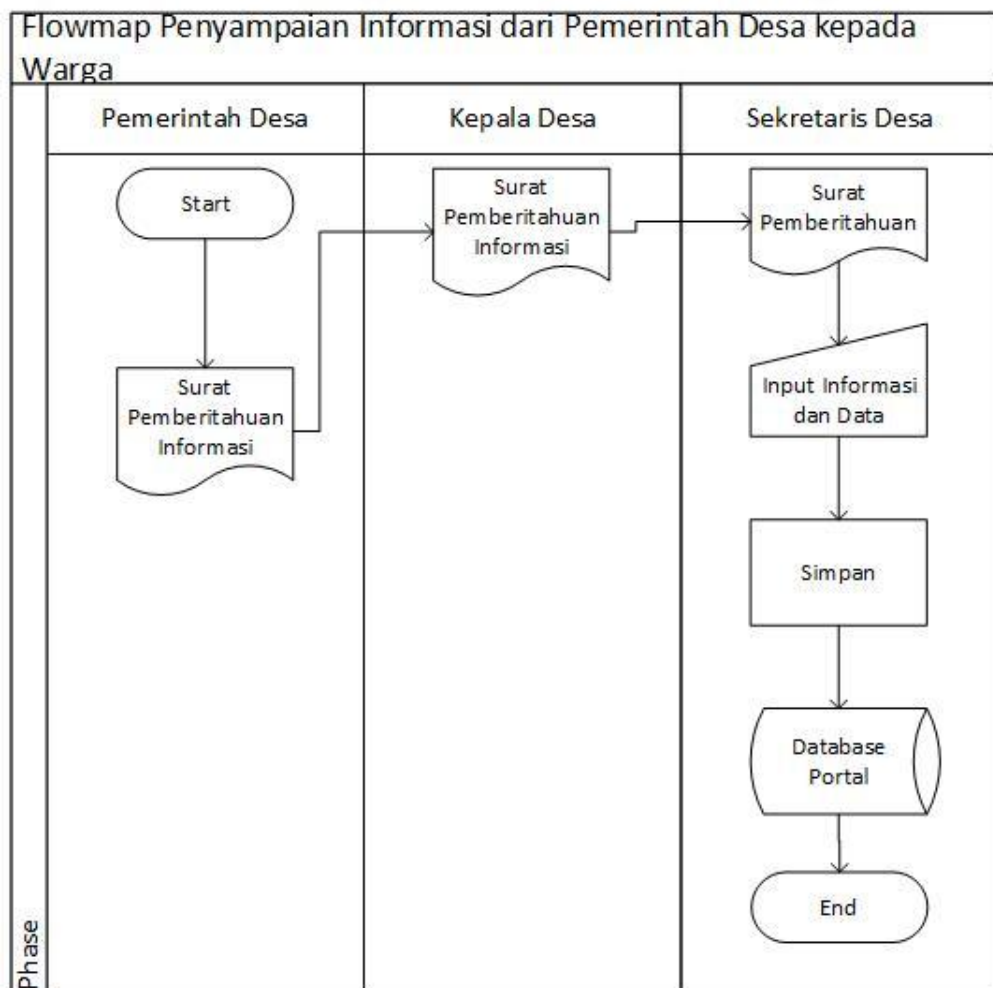 Flowmap Penyampaian Informasi dari Pemerintah Desa kepada
Warga
Pemerintah Desa
Kepala Desa
Sekretaris Desa
Start
Surat
Pemberitahuan
Informasi
Surat
Pemberitahuan
Informasi
Surat
Pemberitahuan
Input Informasi
dan Data
Simpan
Database
Portal
End
Phase